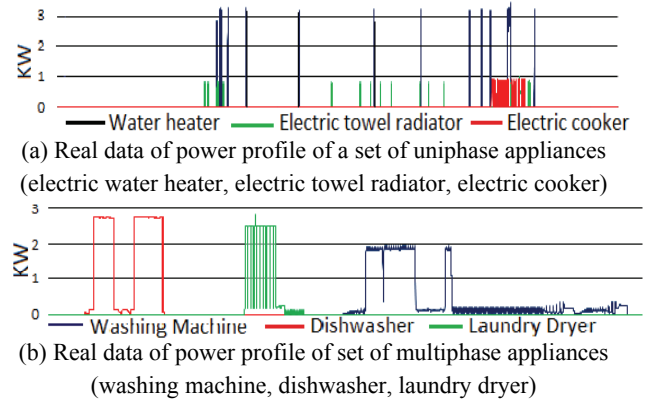 3
2
1
0
KW
Water heater Electric towel radiator Electric cooker
(a) Real data of power profile of a set of uniphase appliances
(electric water heater, electric towel radiator, electric cooker)
3
2
1
0
KW
Washing Machine Dishwasher Laundry Dryer
(b) Real data of power profile of set of multiphase appliances
(washing machine, dishwasher, laundry dryer)